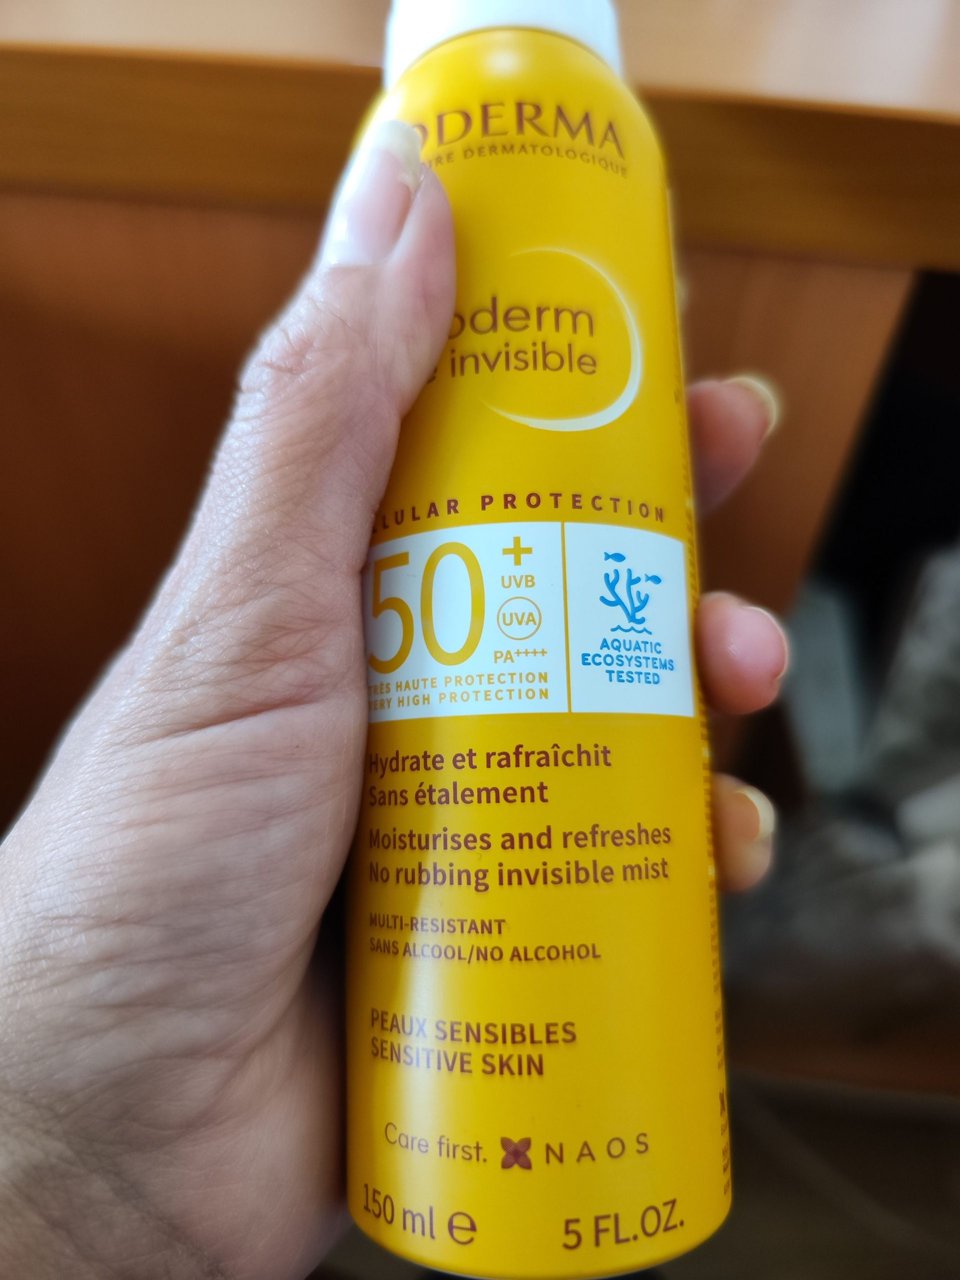 ODERMA
IRE DERMATOLOGIQUE
oderm
invisible
LULAR PROTECTION
50+
UVB
UVA
PA++++
TRÈS HAUTE PROTECTION
VERY HIGH PROTECTION
AQUATIC
ECOSYSTEMS
TESTED
Hydrate et rafraîchit
Sans étalement
Moisturises and refreshes
No rubbing invisible mist
MULTI-RESISTANT
SANS ALCOOL/NO ALCOHOL
PEAUX SENSIBLES
SENSITIVE SKIN
Care first. NAOS
150 ml e 5 FL.OZ.